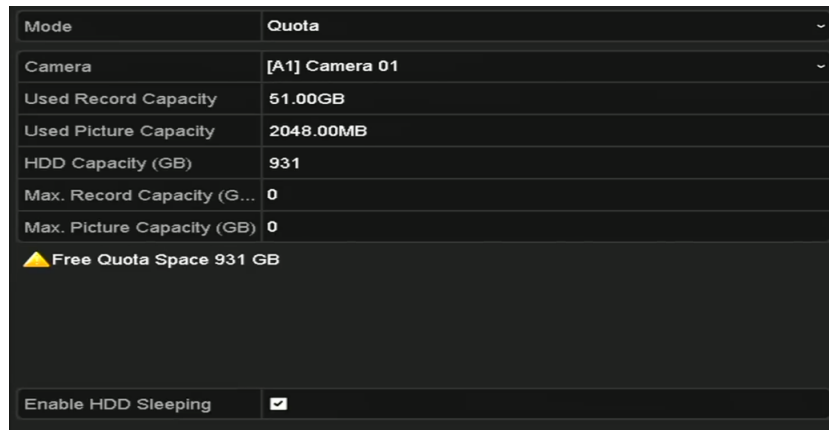 Mode Quota
Camera [A1] Camera 01
Used Record Capacity 51.00GB
Used Picture Capacity 2048.00MB
HDD Capacity (GB) 931
Max. Record Capacity (G... 0
Max. Picture Capacity (GB) 0
Free Quota Space 931 GB
Enable HDD Sleeping